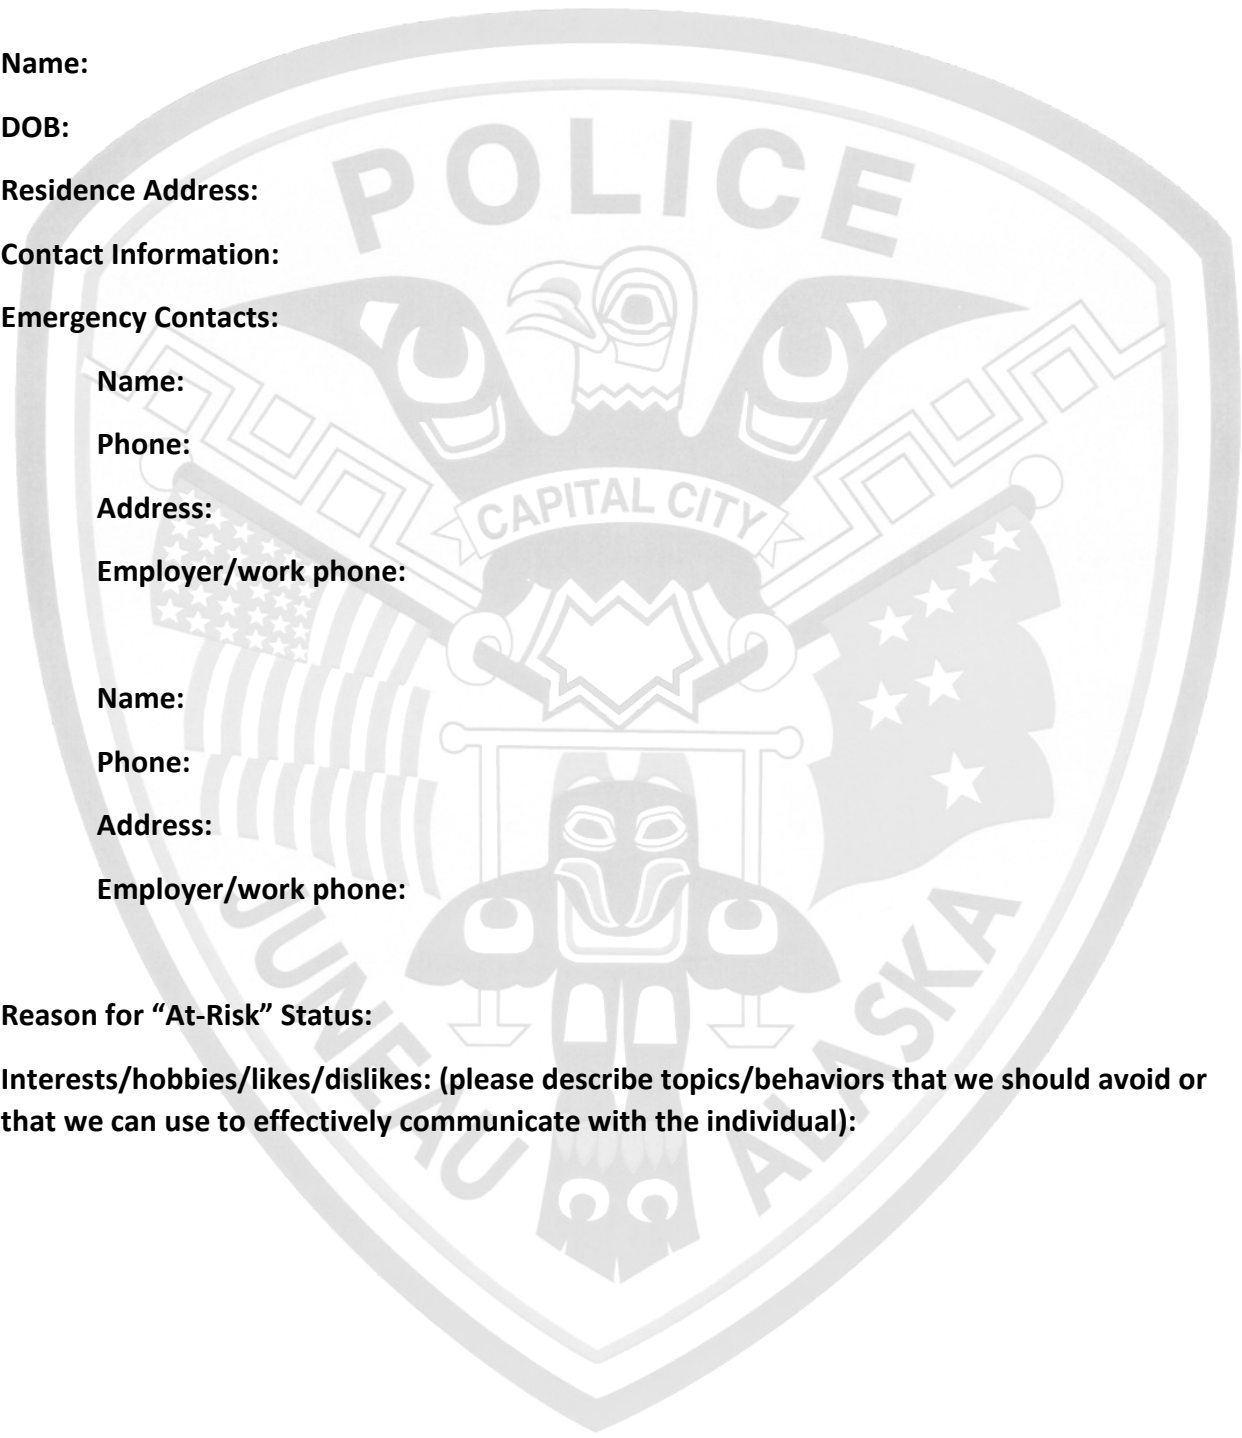 Name:
DOB:
POLICE
Residence Address:
Contact Information:
Emergency Contacts:
Name:
Phone:
CAPITAL CITY
Address:
Employer/work phone:
Name:
Phone:
Address:
Employer/work phone:
JUNEAU ALASKA
Reason for “At-Risk” Status:
Interests/hobbies/likes/dislikes: (please describe topics/behaviors that we should avoid or
that we can use to effectively communicate with the individual):